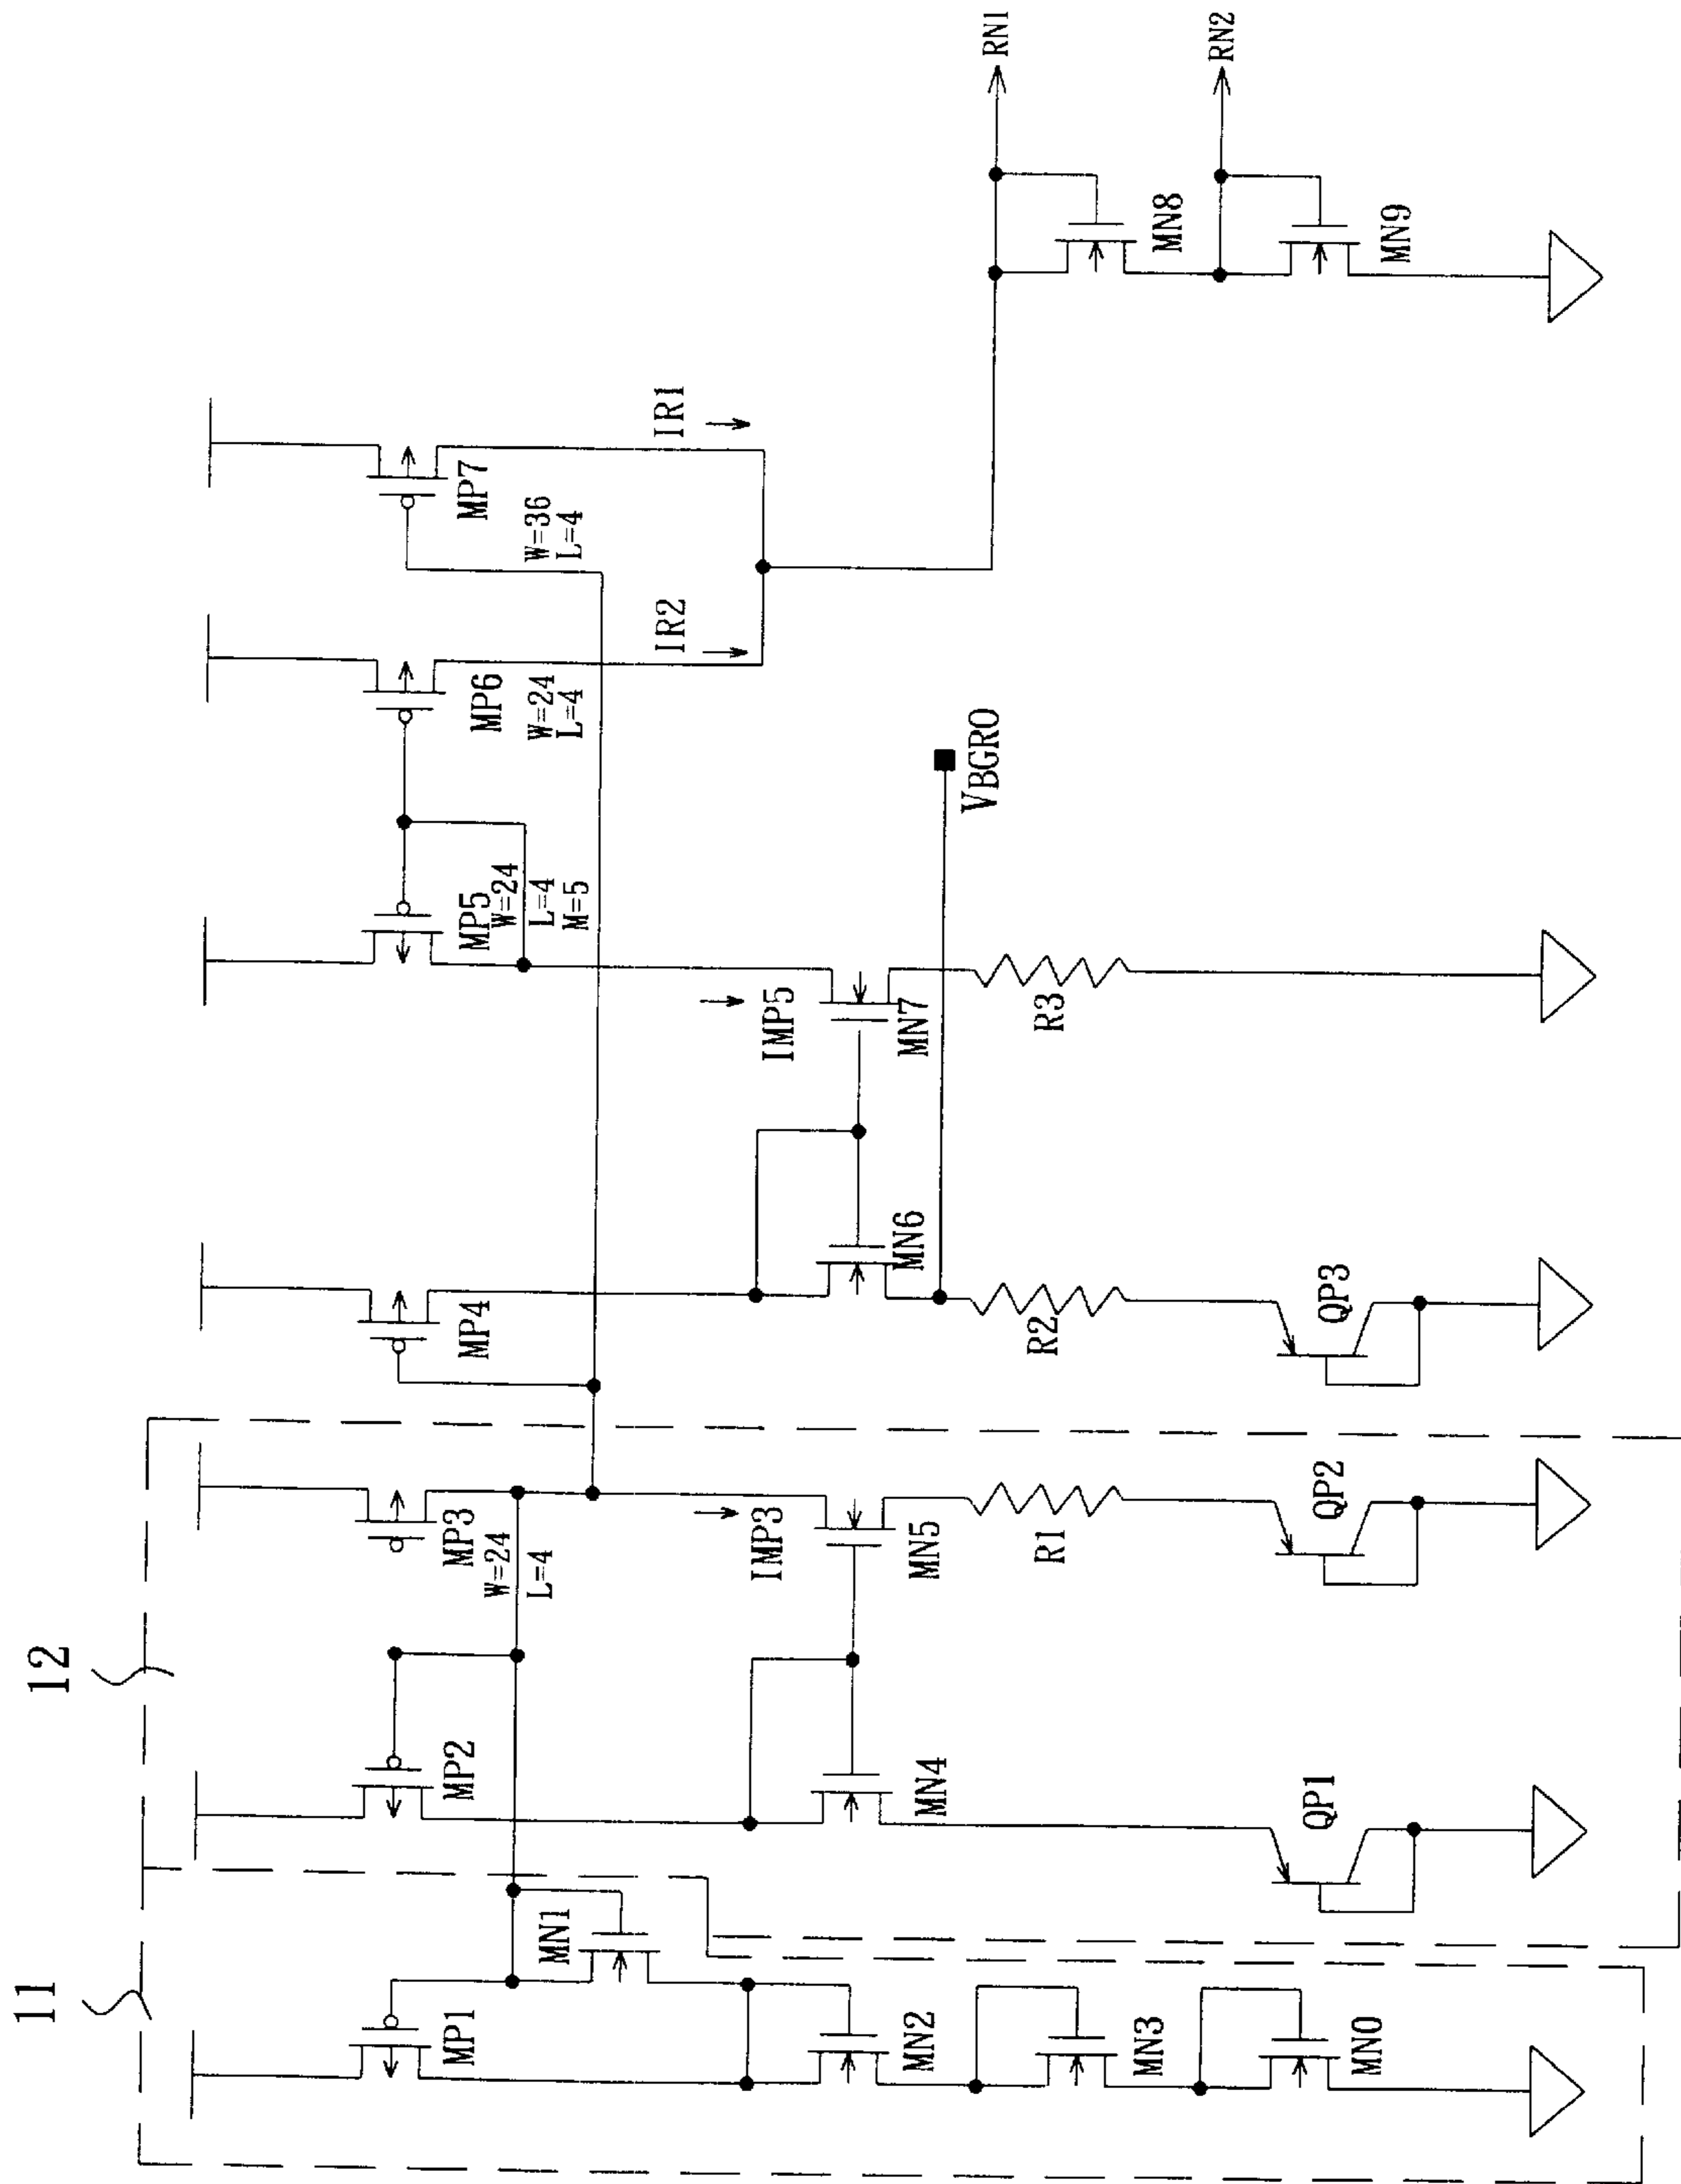 11
12
MP1
MN1
MN2
MN3
MN0
MP2
MN4
QP1
MP3
W=24
L=4
IMP3
MN5
R1
QP2
MP4
MN6
R2
QP3
VBGRO
MP5
W=24
L=4
M=5
IMP5
MN7
R3
MP6
W=24
L=4
IR2
MP7
W=36
L=4
IR1
RN1
MN8
RN2
MN9